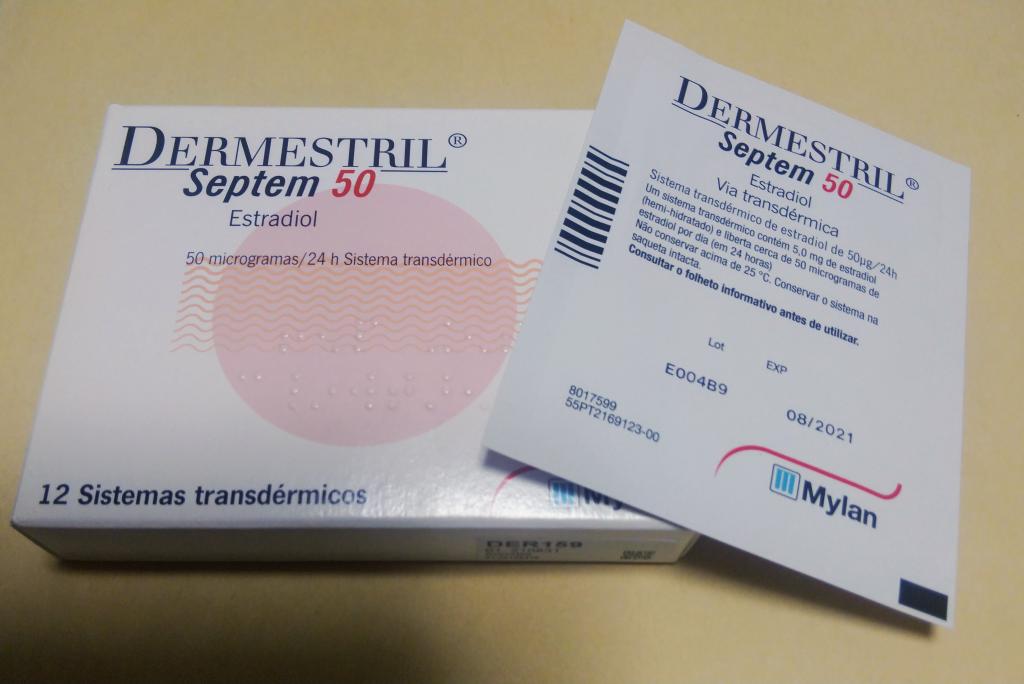 DERMESTRIL®
Septem 50
Estradiol
50 microgramas/24 h Sistema transdérmico
12 Sistemas transdérmicos
DER159
DERMESTRIL®
Septem 50
Estradiol
Via transdérmica
Sistema transdérmico de estradiol de 50µg/24h
Um sistema transdérmico contém 5,0 mg de estradiol
(hemi-hidratado) e liberta cerca de 50 microgramas de
estradiol por dia (em 24 horas)
Não conservar acima de 25 °C. Conservar o sistema na
saqueta intacta.
Consultar o folheto informativo antes de utilizar.
Lot
EXP
E004B9
08/2021
8017599
55PT2169123-00
Mylan